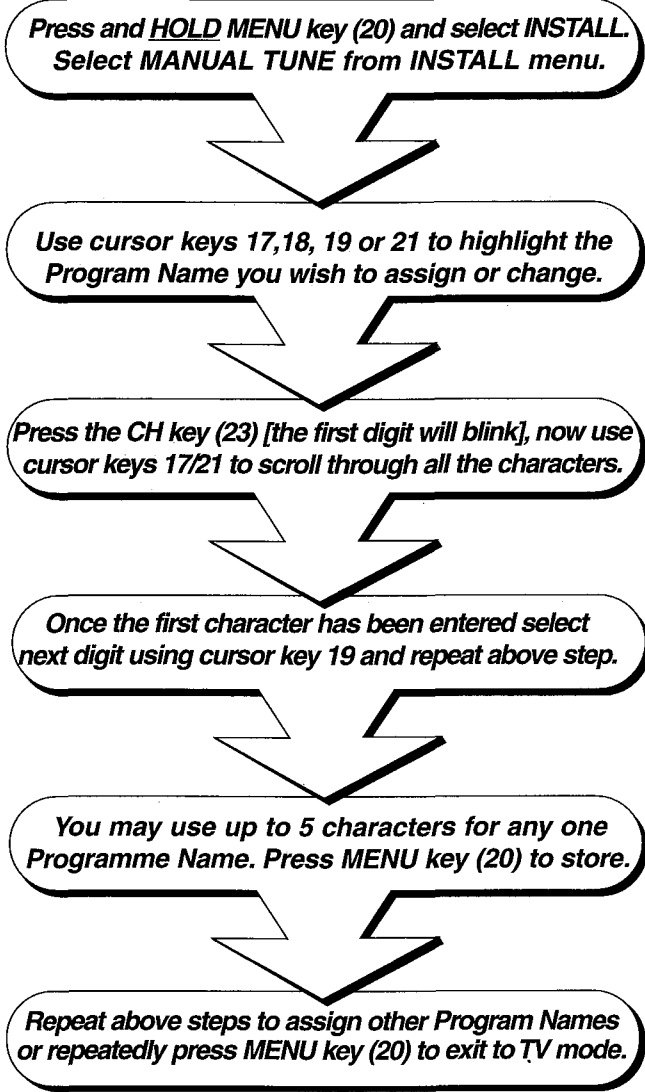 Press and HOLD MENU key (20) and select INSTALL.
Select MANUAL TUNE from INSTALL menu.
Use cursor keys 17,18, 19 or 21 to highlight the
Program Name you wish to assign or change.
Press the CH key (23) [the first digit will blink], now use
cursor keys 17/21 to scroll through all the characters.
Once the first character has been entered select
next digit using cursor key 19 and repeat above step.
You may use up to 5 characters for any one
Programme Name. Press MENU key (20) to store.
Repeat above steps to assign other Program Names
or repeatedly press MENU key (20) to exit to TV mode.